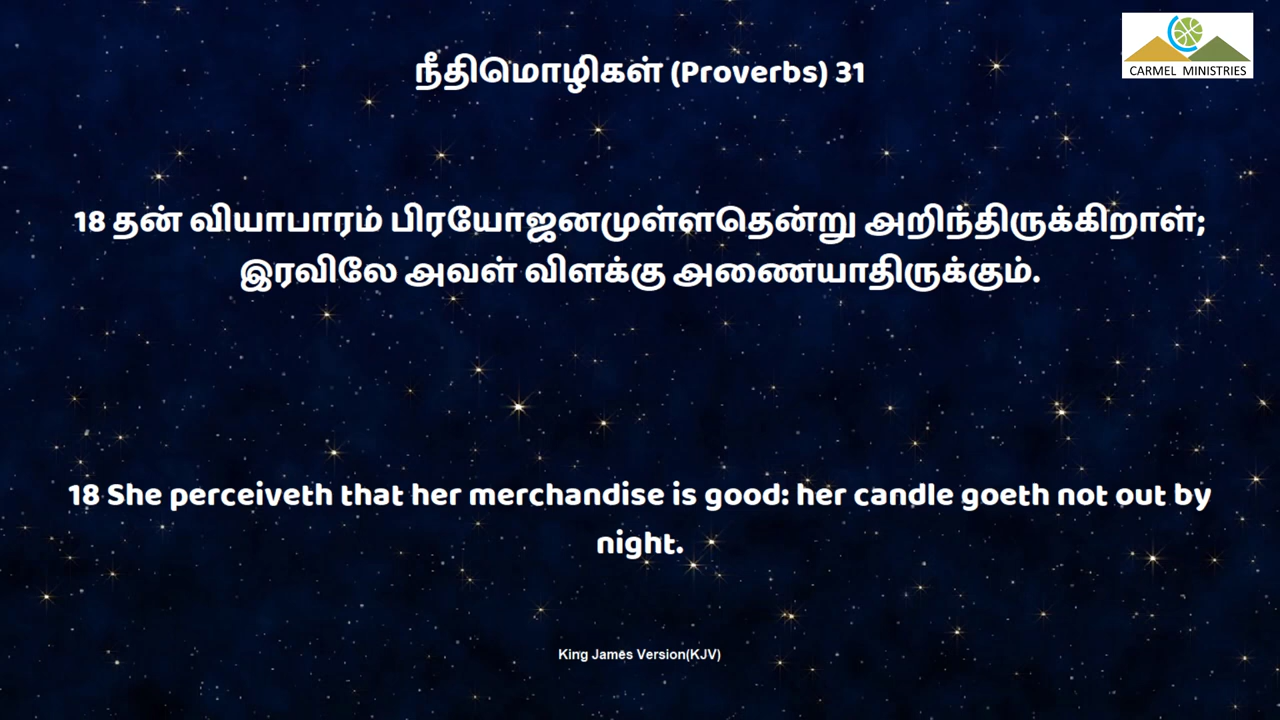 நீதிமொழிகள் (Proverbs) 31
CARMEL MINISTRIES
18 தன் வியாபாரம் பிரயோஜனமுள்ளதென்று அறிந்திருக்கிறாள்;
இரவிலே அவள் விளக்கு அணையாதிருக்கும்.
18 She perceiveth that her merchandise is good: her candle goeth not out by
night.
King James Version(KJV)